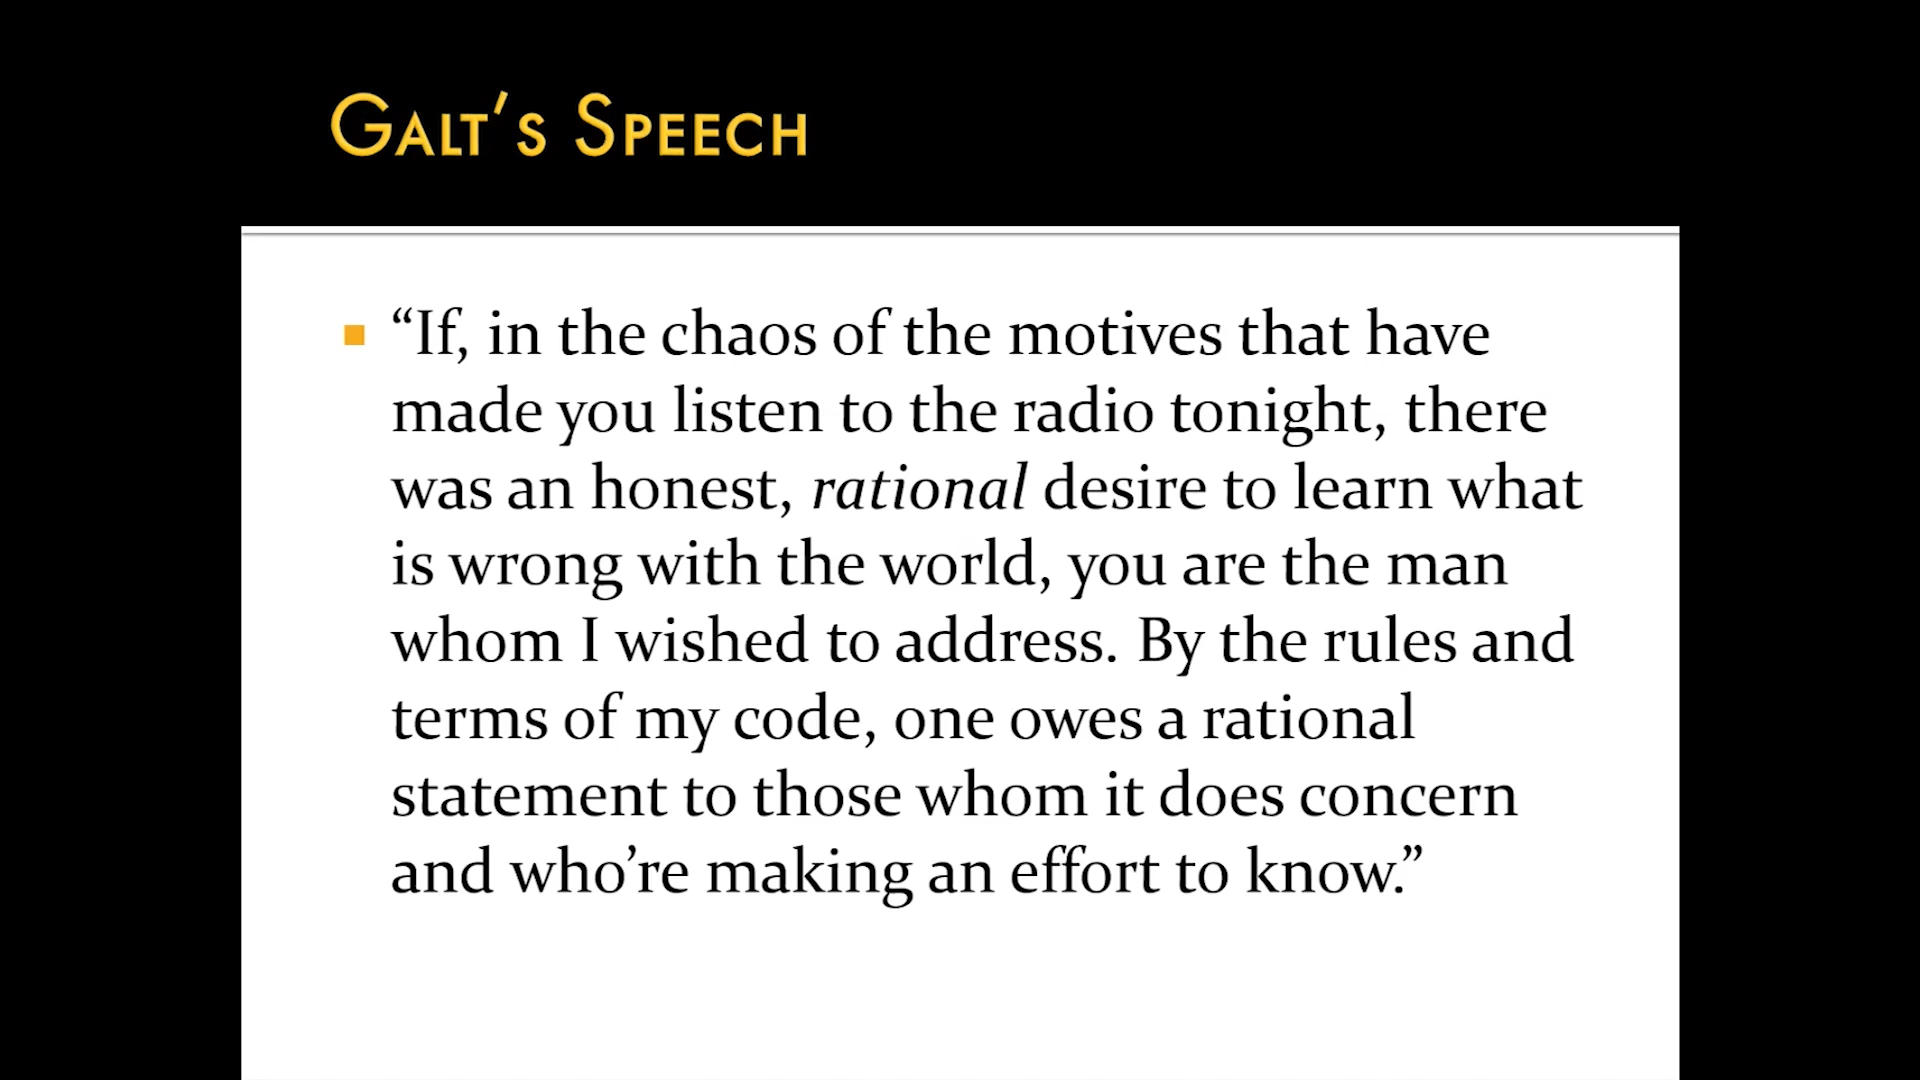 Galt’s Speech
“If, in the chaos of the motives that have
made you listen to the radio tonight, there
was an honest, rational desire to learn what
is wrong with the world, you are the man
whom I wished to address. By the rules and
terms of my code, one owes a rational
statement to those whom it does concern
and who’re making an effort to know.”